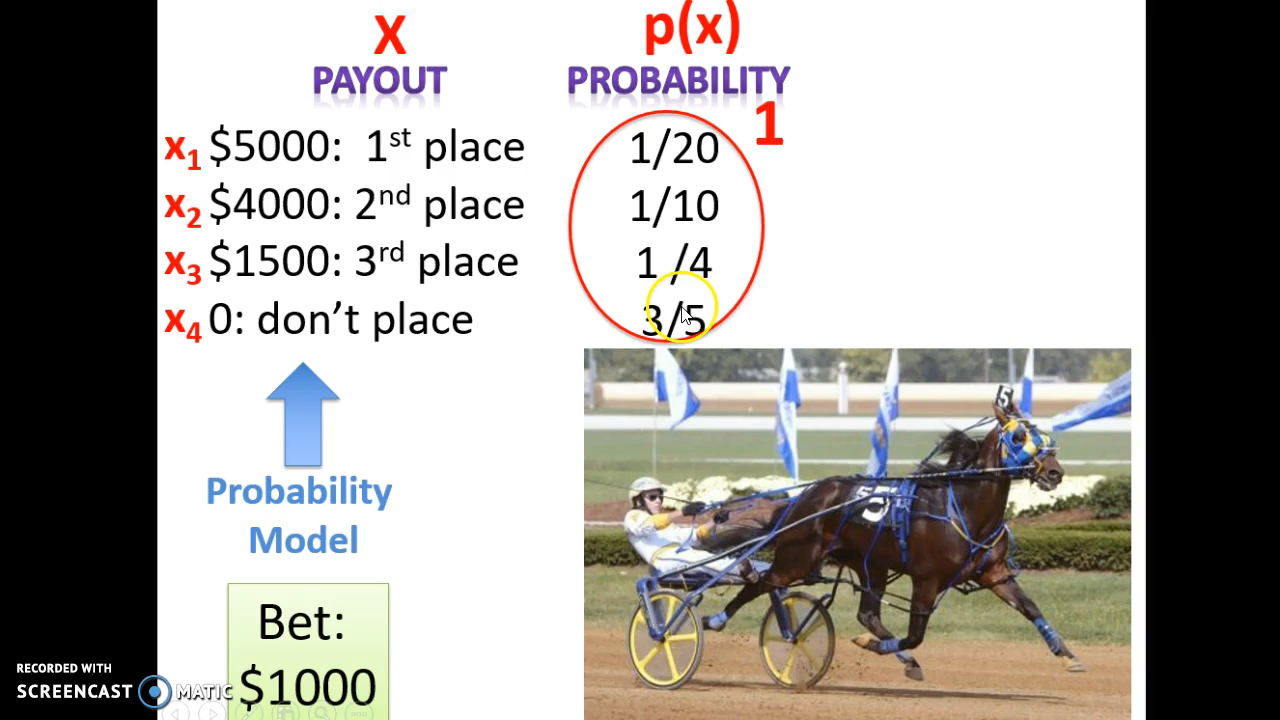 X
p(x)
PAYOUT
PROBABILITY
1
x1 $5000: 1st place
1/20
x2 $4000: 2nd place
1/10
x3 $1500: 3rd place
1 /4
x4 0: don't place
3/5
Probability
Model
Bet:
$1000
5
5
RECORDED WITH
SCREENCAST MATIC